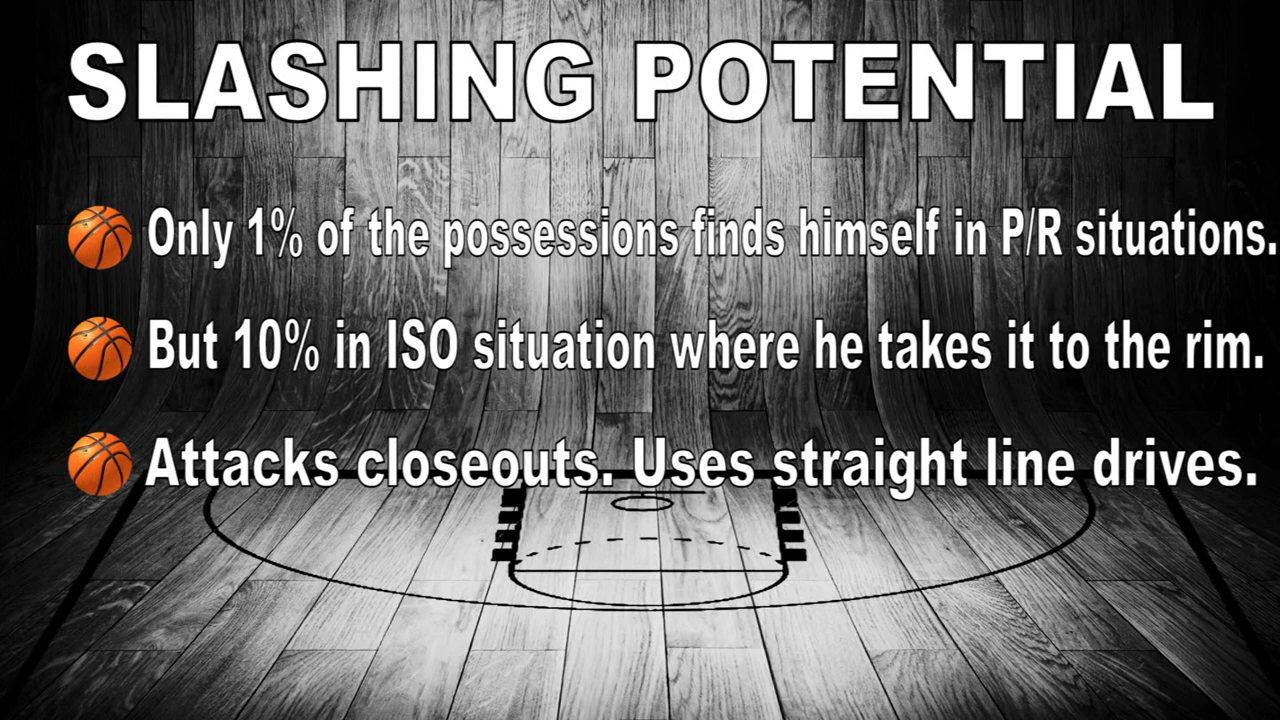 SLASHING POTENTIAL
Only 1% of the possessions finds himself in P/R situations.
But 10% in ISO situation where he takes it to the rim.
Attacks closeouts. Uses straight line drives.